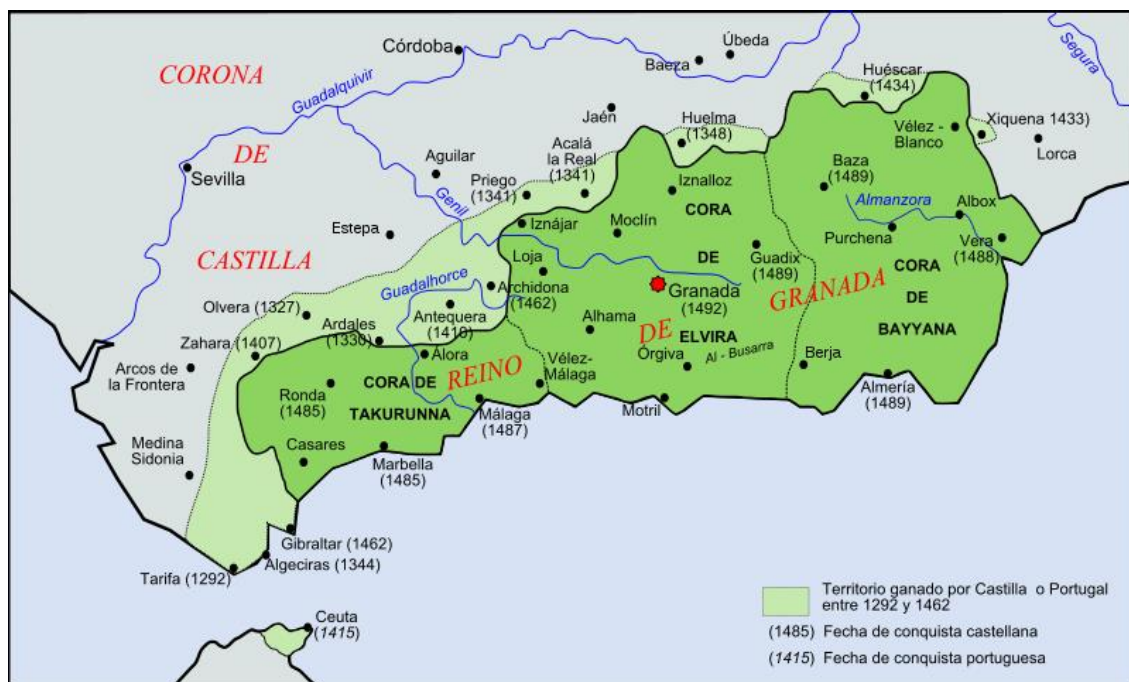 Córdoba
Úbeda
Baeza
Segura
CORONA
Guadalquivir
Huéscar
(1434)
Jaén
Huelma
(1348)
Vélez -
Blanco
Xiquena 1433)
Lorca
DE
Sevilla
Aguilar
Acalá
la Real
(1341)
Priego
(1341)
Baza
(1489)
Iznalloz
Genil
CORA
Almanzora
Albox
Estepa
Iznájar
Moclín
Purchena
Vera
(1488)
CASTILLA
Loja
DE
Guadix
(1489)
CORA
Guadalhorce
Archidona
(1462)
Granada
(1492)
GRANADA
DE
Olvera (1327)
Antequera
(1410)
Alhama
DE
ELVIRA
BAYYANA
Ardales
(1330)
Zahara (1407)
Álora
Órgiva
Al - Busarra
Berja
Arcos de
la Frontera
REINO
Vélez-
Málaga
Ronda
(1485)
CORA DE
TAKURUNNA
Málaga
(1487)
Motril
Almería
(1489)
Medina
Sidonia
Casares
Marbella
(1485)
Gibraltar (1462)
Algeciras (1344)
Tarifa (1292)
Ceuta
(1415)
Territorio ganado por Castilla o Portugal
entre 1292 y 1462
(1485) Fecha de conquista castellana
(1415) Fecha de conquista portuguesa